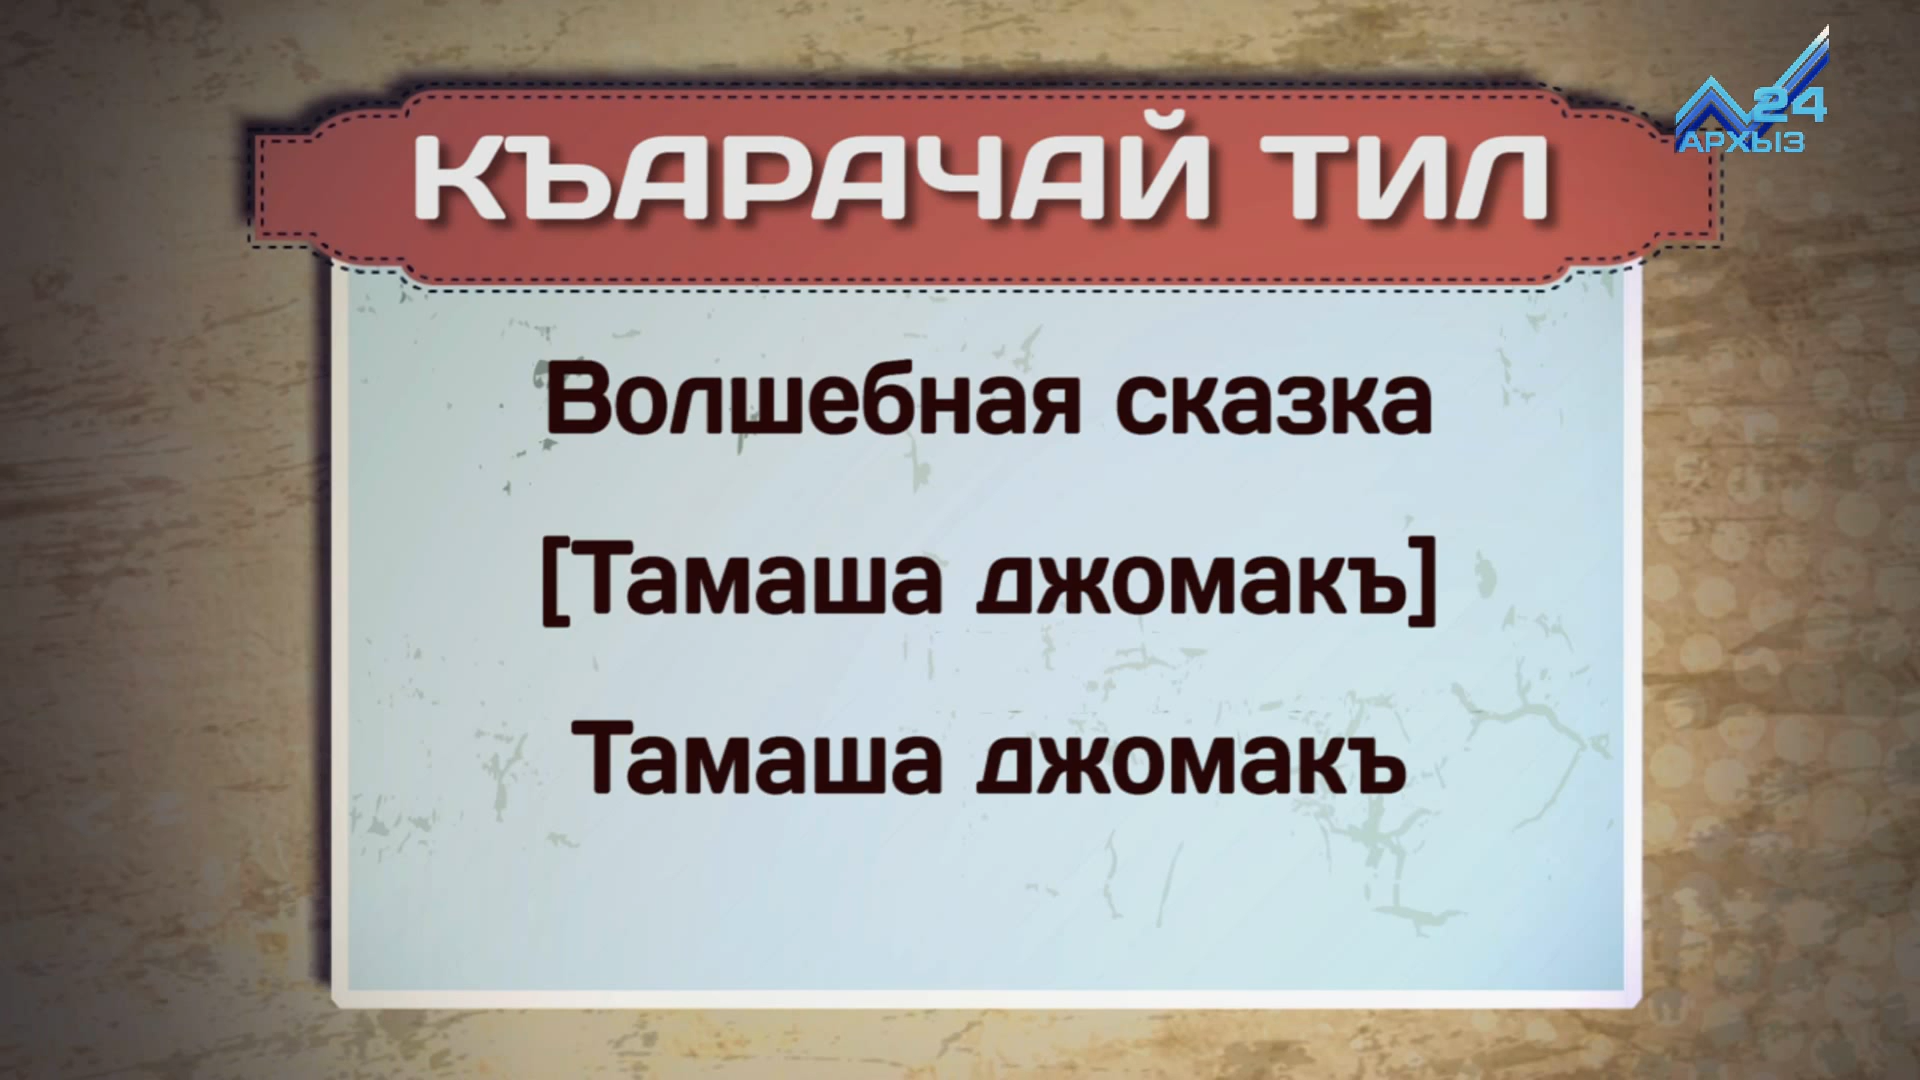 КЪАРАЧАЙ ТИЛ
24
АРХЫЗ
Волшебная сказка
[Тамаша джомакъ]
Тамаша джомакъ